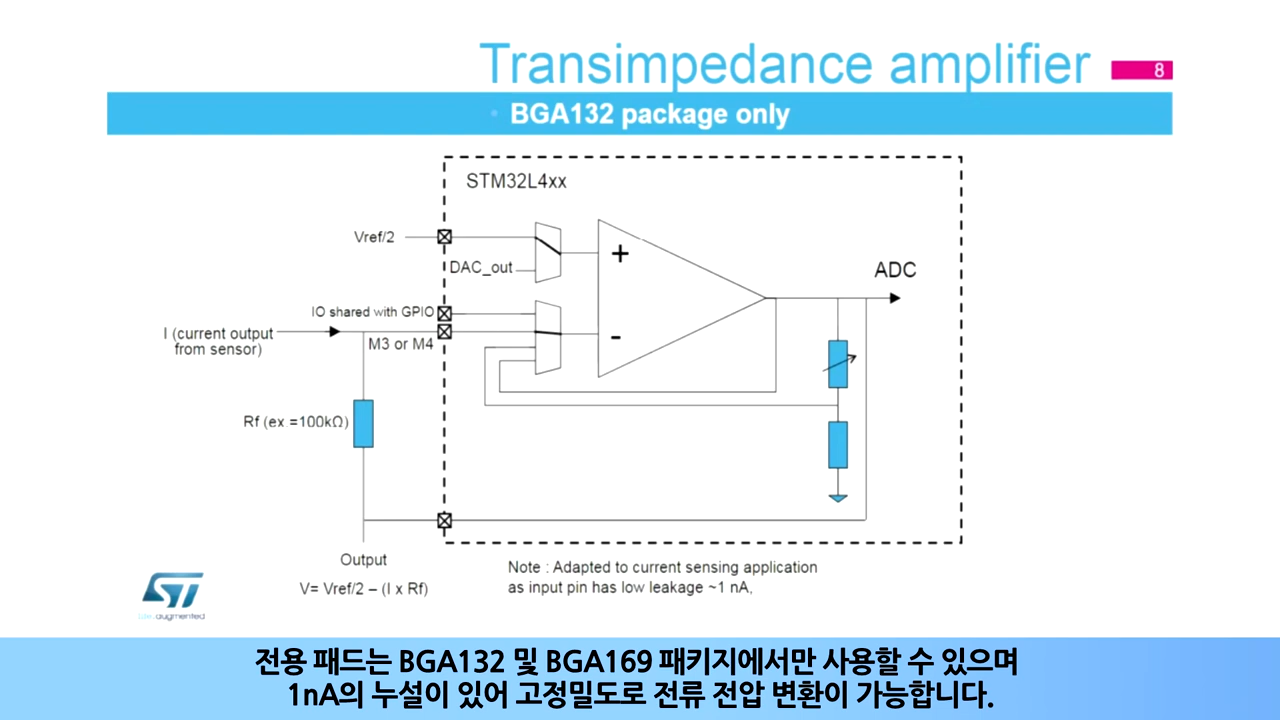 Transimpedance amplifier
8
• BGA132 package only
STM32L4xx
Vref/2
+
DAC_out
ADC
IO shared with GPIO
I (current output
from sensor)
M3 or M4
-
Rf (ex =100kΩ)
Output
V= Vref/2 – (I x Rf)
Note : Adapted to current sensing application
as input pin has low leakage ~1 nA,
ST
life.augmented
전용 패드는 BGA132 및 BGA169 패키지에서만 사용할 수 있으며
1nA의 누설이 있어 고정밀도로 전류 전압 변환이 가능합니다.